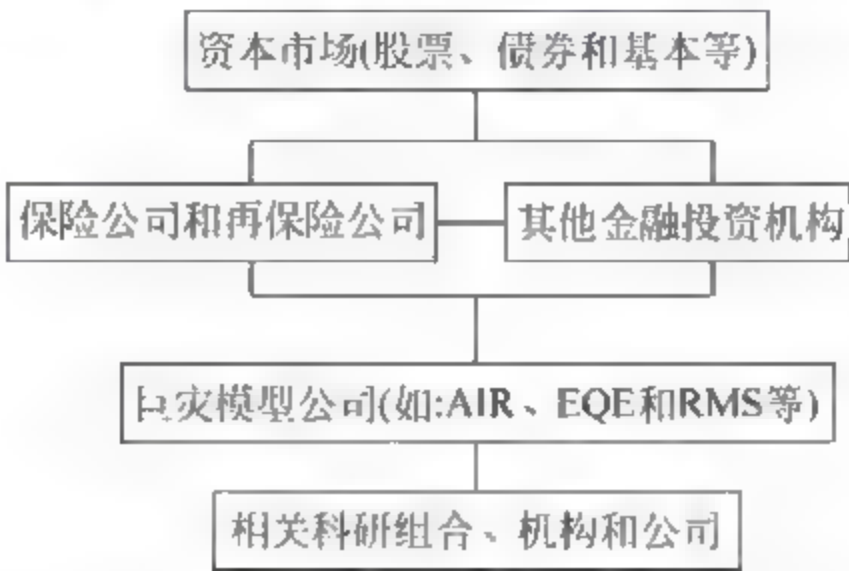 资本市场(股票、债券和基本等)
保险公司和再保险公司
其他金融投资机构
巨灾模型公司(如:AIR、EQE和RMS等)
相关科研组合、机构和公司